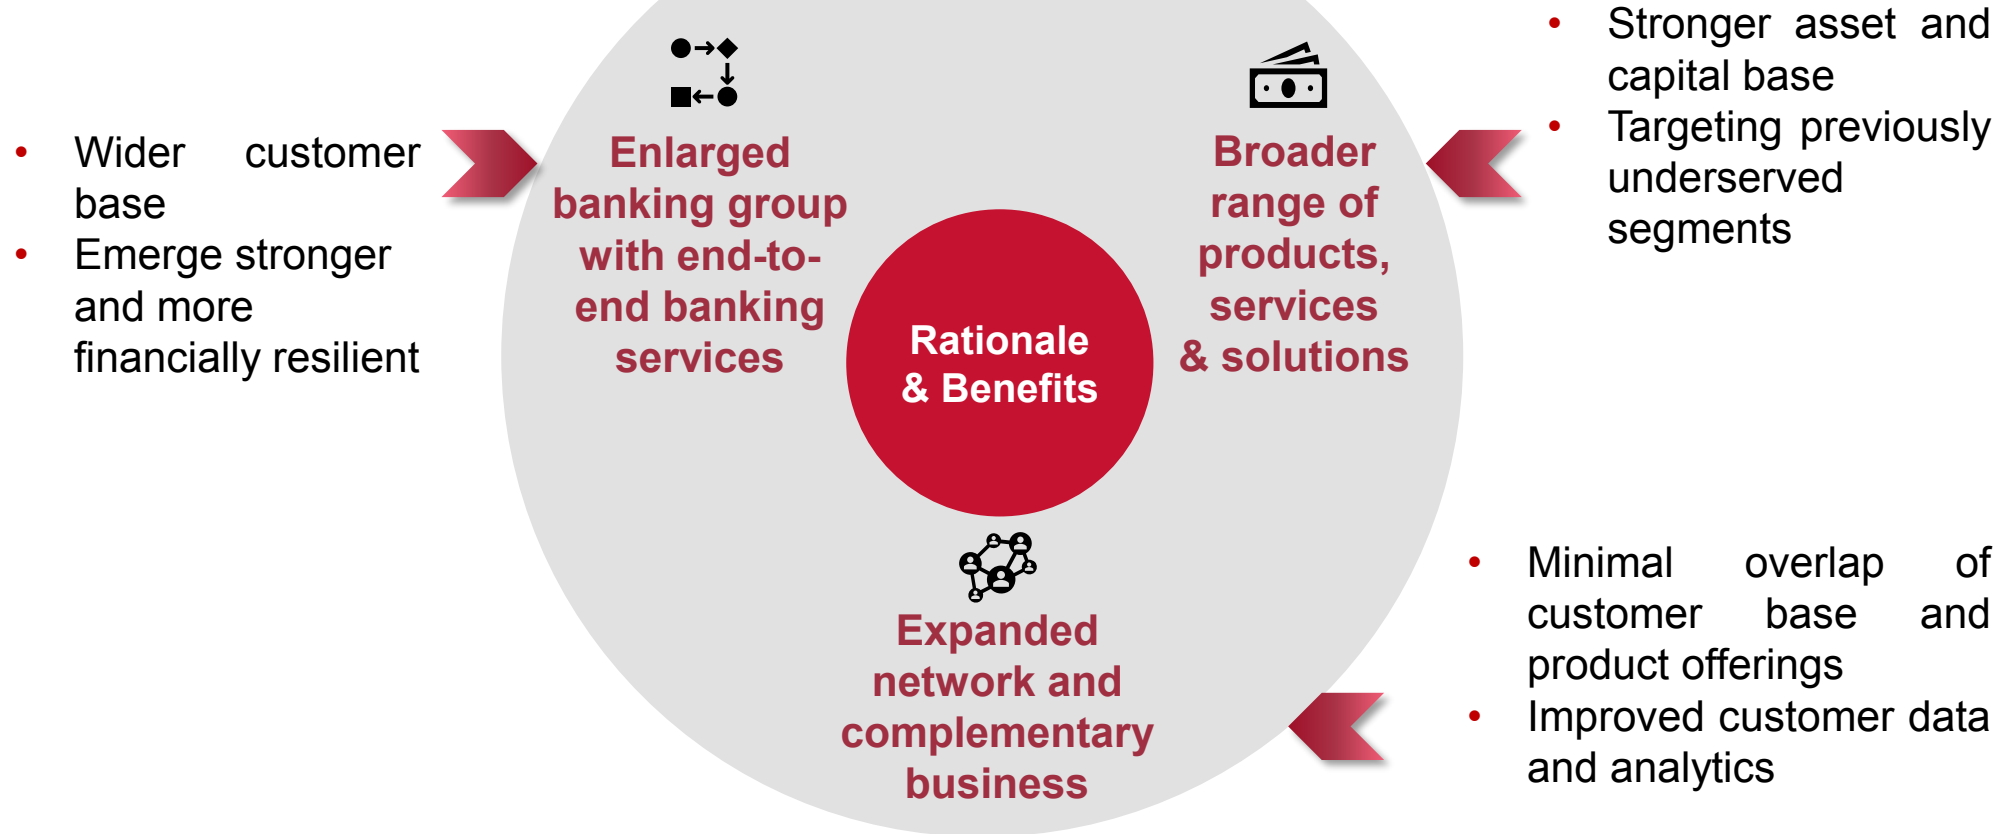 • Wider customer
base
• Emerge stronger
and more
financially resilient
Enlarged
banking group
with end-to-
end banking
services
Rationale
& Benefits
Broader
range of
products,
services
& solutions
• Stronger asset and
capital base
• Targeting previously
underserved
segments
Expanded
network and
complementary
business
• Minimal overlap of
customer base and
product offerings
• Improved customer data
and analytics